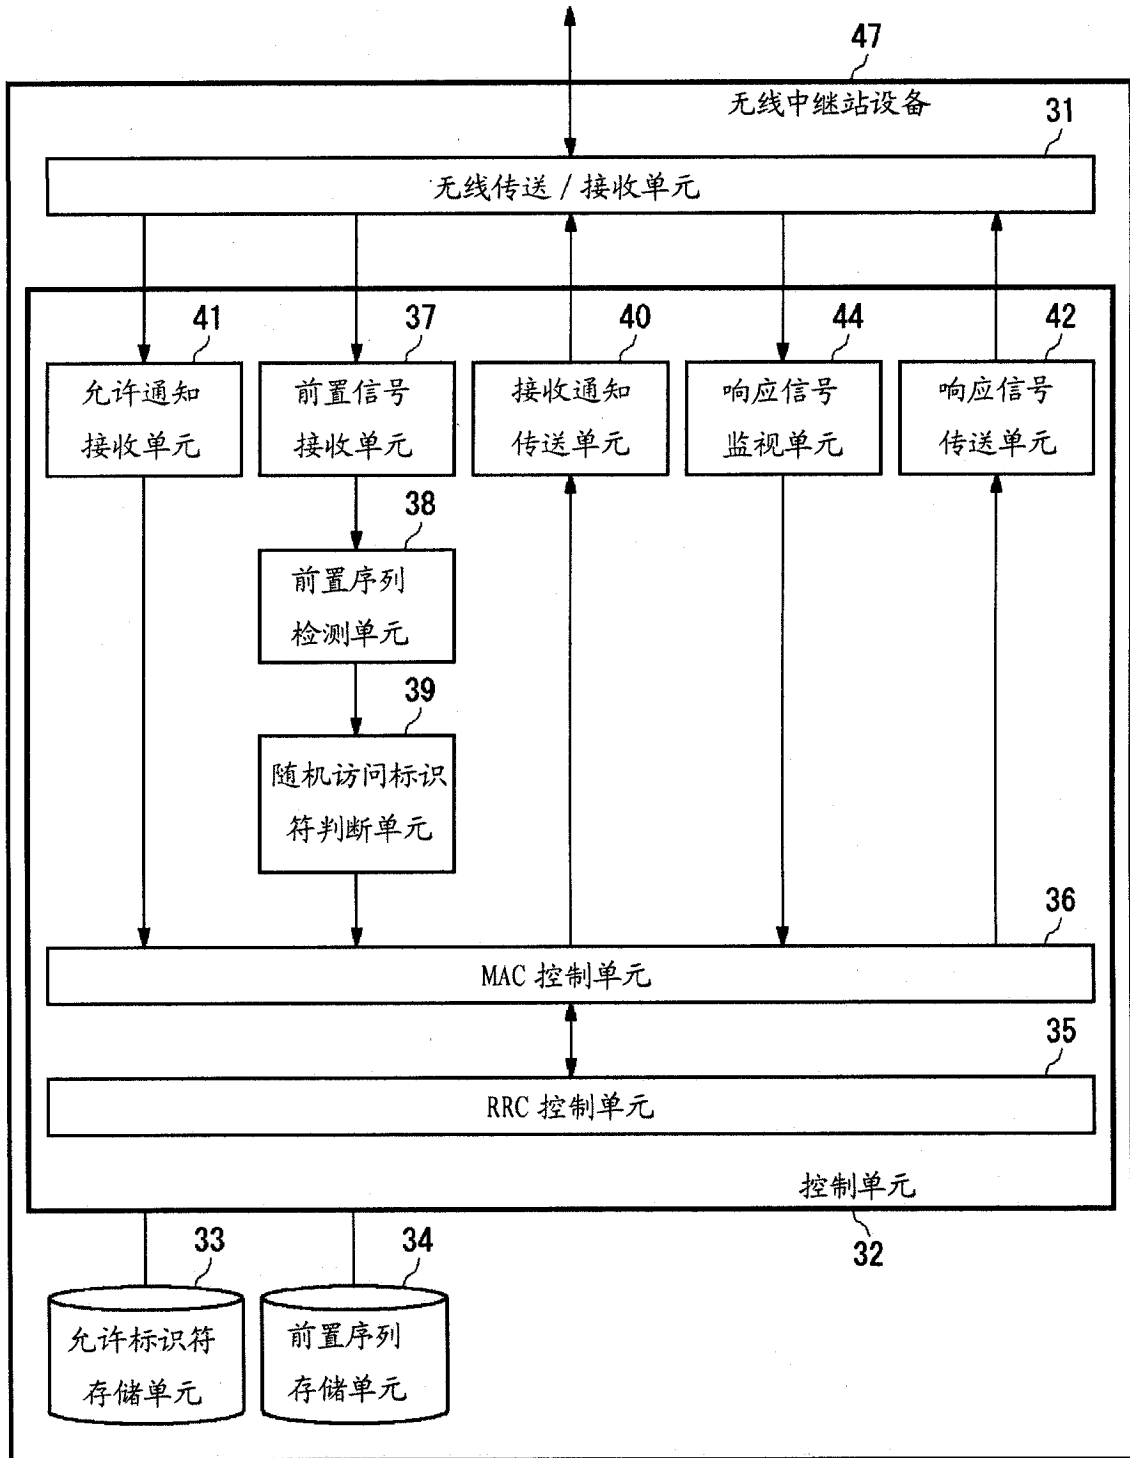 47
无线中继站设备
31
无线传送/接收单元
41
37
40
44
42
允许通知
接收单元
前置信号
接收单元
接收通知
传送单元
响应信号
监视单元
响应信号
传送单元
38
前置序列
检测单元
39
随机访问标识
符判断单元
36
MAC 控制单元
35
RRC 控制单元
控制单元
32
33
34
允许标识符
存储单元
前置序列
存储单元